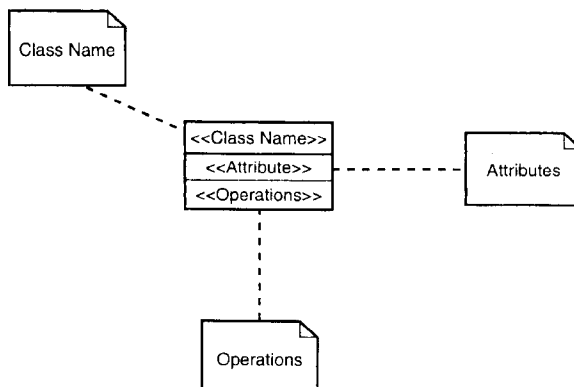 Class Name
<<Class Name>>
<<Attribute>>
<<Operations>>
Attributes
Operations